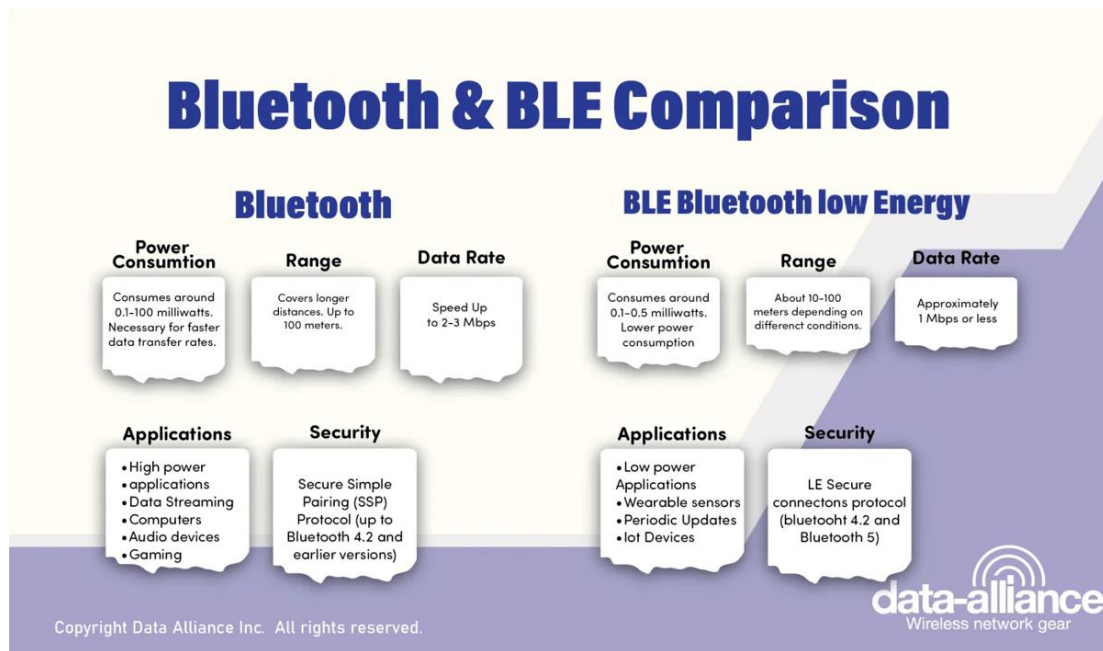 Bluetooth & BLE Comparison
Bluetooth
Power
Consumtion
Consumes around
0.1-100 milliwatts.
Necessary for faster
data transfer rates.
Range
Covers longer
distances. Up to
100 meters.
Data Rate
Speed Up
to 2-3 Mbps
Applications
•High power
•applications
•Data Streaming
•Computers
•Audio devices
•Gaming
Security
Secure Simple
Pairing (SSP)
Protocol (up to
Bluetooth 4.2 and
earlier versions)
BLE Bluetooth low Energy
Power
Consumtion
Consumes around
0.1-0.5 milliwatts.
Lower power
consumption
Range
About 10-100
meters depending on
differenct conditions.
Data Rate
Approximately
1 Mbps or less
Applications
•Low power
Applications
•Wearable sensors
•Periodic Updates
•Iot Devices
Security
LE Secure
connectons protocol
(bluetooht 4.2 and
Bluetooth 5)
Copyright Data Alliance Inc. All rights reserved.
data-alliance
Wireless network gear